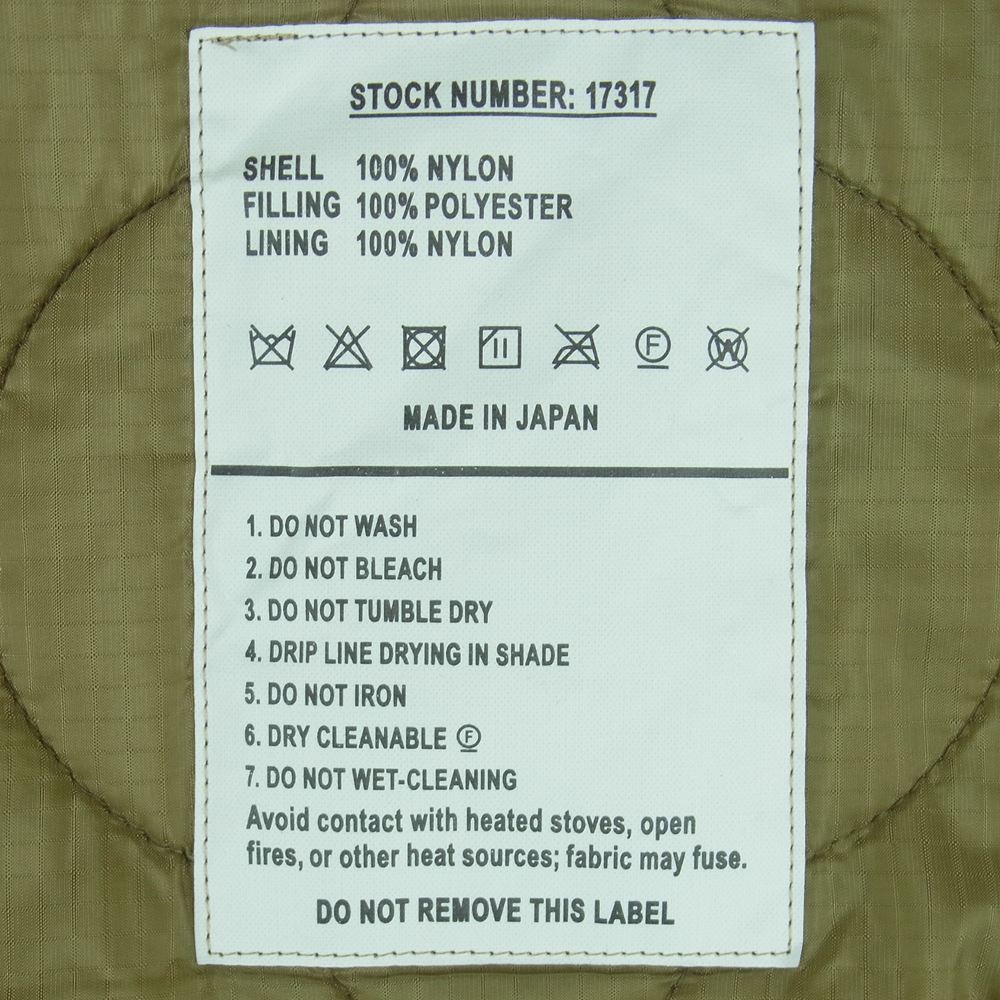 STOCK NUMBER: 17317
SHELL 100% NYLON
FILLING 100% POLYESTER
LINING 100% NYLON
F W
MADE IN JAPAN
1. DO NOT WASH
2. DO NOT BLEACH
3. DO NOT TUMBLE DRY
4. DRIP LINE DRYING IN SHADE
5. DO NOT IRON
6. DRY CLEANABLE Ⓕ
7. DO NOT WET-CLEANING
Avoid contact with heated stoves, open
fires, or other heat sources; fabric may fuse.
DO NOT REMOVE THIS LABEL